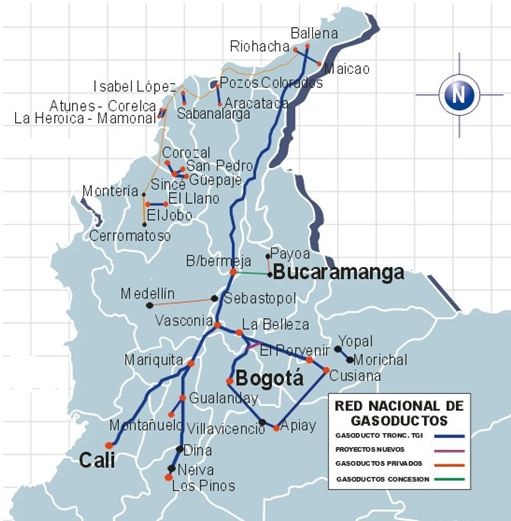 Ballena
Riohacha
Maicao
Isabel López
Pozos Colorados
Atunes - Corelca
Aracataca
La Heroica - Mamonal
Sabanalarga
N
Corozal
San Pedro
Sincé
Güepaje
Montería
El Llano
El Jobo
Cerromatoso
Payoa
B/bermeja
Bucaramanga
Medellín
Sebastopol
Vasconia
La Belleza
Yopal
El Porvenir
Morichal
Mariquita
Cusiana
Bogotá
Gualanday
Montañuelo
Villavicencio
Apiay
Cali
Dina
Neiva
Los Pinos
RED NACIONAL DE
GASODUCTOS
GASODUCTO TRONC. TGI
PROYECTOS NUEVOS
GASODUCTOS PRIVADOS
GASODUCTOS CONCESION